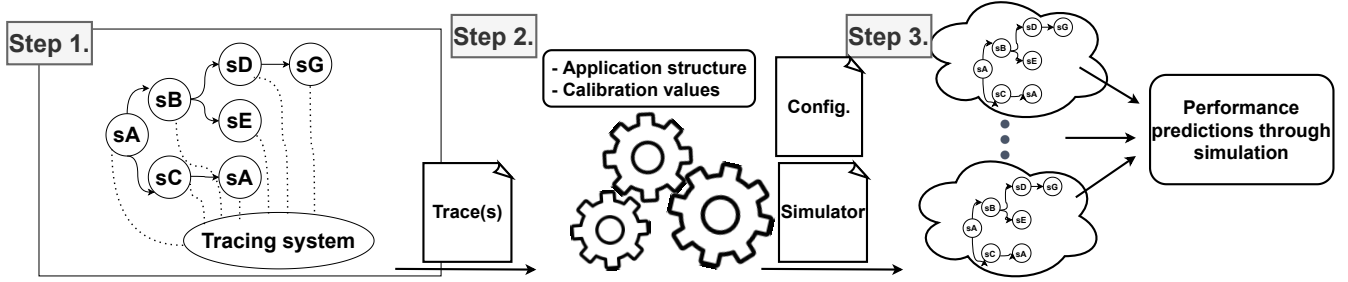 Step 1.
sA
sB
sC
sD
sE
sA
sG
Tracing system
Trace(s)
Step 2.
- Application structure
- Calibration values
Config.
Simulator
Step 3.
sA
sB
sC
sD
sE
sA
sG
sA
sB
sC
sD
sE
sA
sG
Performance
predictions through
simulation